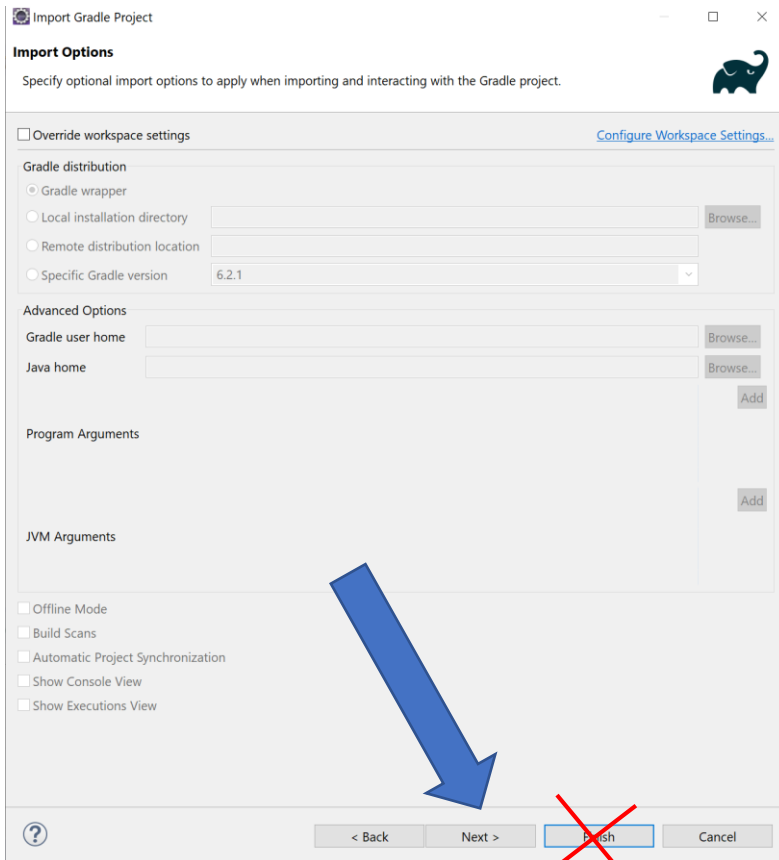 Import Gradle Project
Import Options
Specify optional import options to apply when importing and interacting with the Gradle project.
Override workspace settings
Configure Workspace Settings...
Gradle distribution
Gradle wrapper
Local installation directory
Browse...
Remote distribution location
Specific Gradle version
6.2.1
Advanced Options
Gradle user home
Browse...
Java home
Browse...
Add
Program Arguments
Add
JVM Arguments
Offline Mode
Build Scans
Automatic Project Synchronization
Show Console View
Show Executions View
?
< Back
Next >
Finish
Cancel